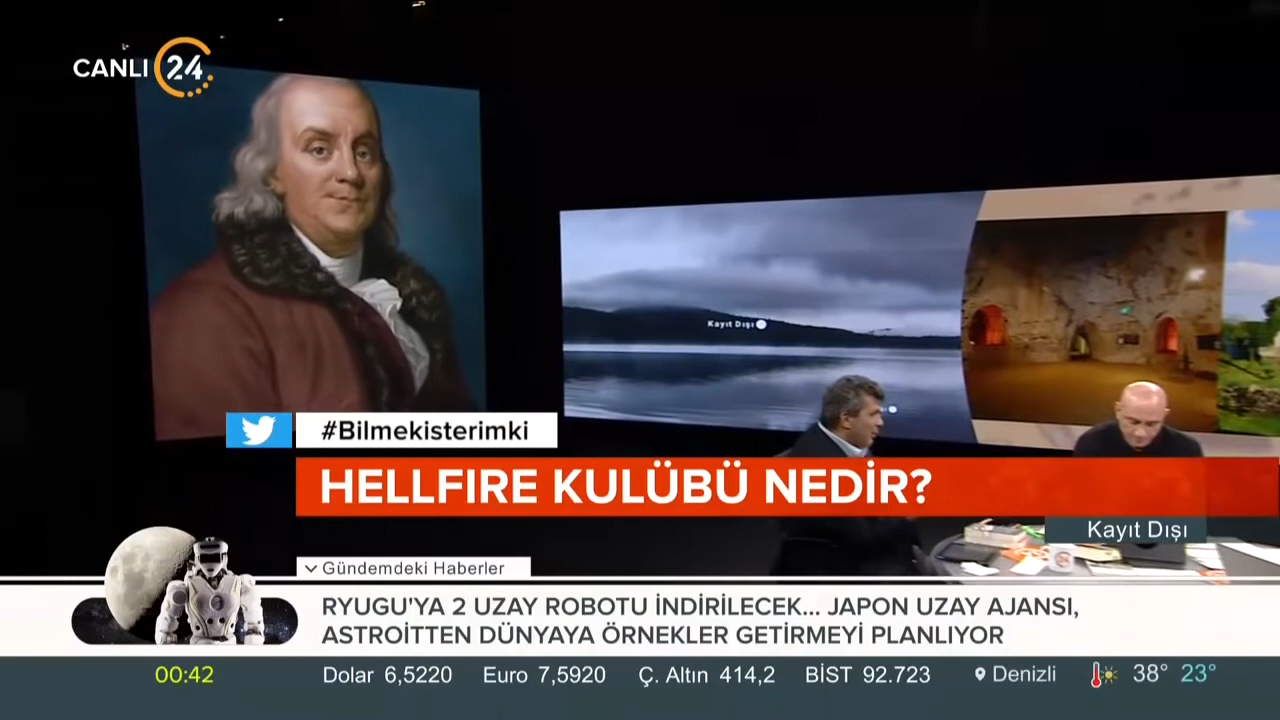 CANLI 24
Kayıt Dışı
#Bilmekisterimki
HELLFIRE KULÜBÜ NEDİR?
Kayıt Dışı
Gündemdeki Haberler
RYUGU'YA 2 UZAY ROBOTU İNDİRİLECEK... JAPON UZAY AJANSI,
ASTROİTTEN DÜNYAYA ÖRNEKLER GETİRMEYİ PLANLIYOR
00:42 Dolar 6,5220 Euro 7,5920 Ç. Altın 414,2 BİST 92.723 Denizli 38° 23°